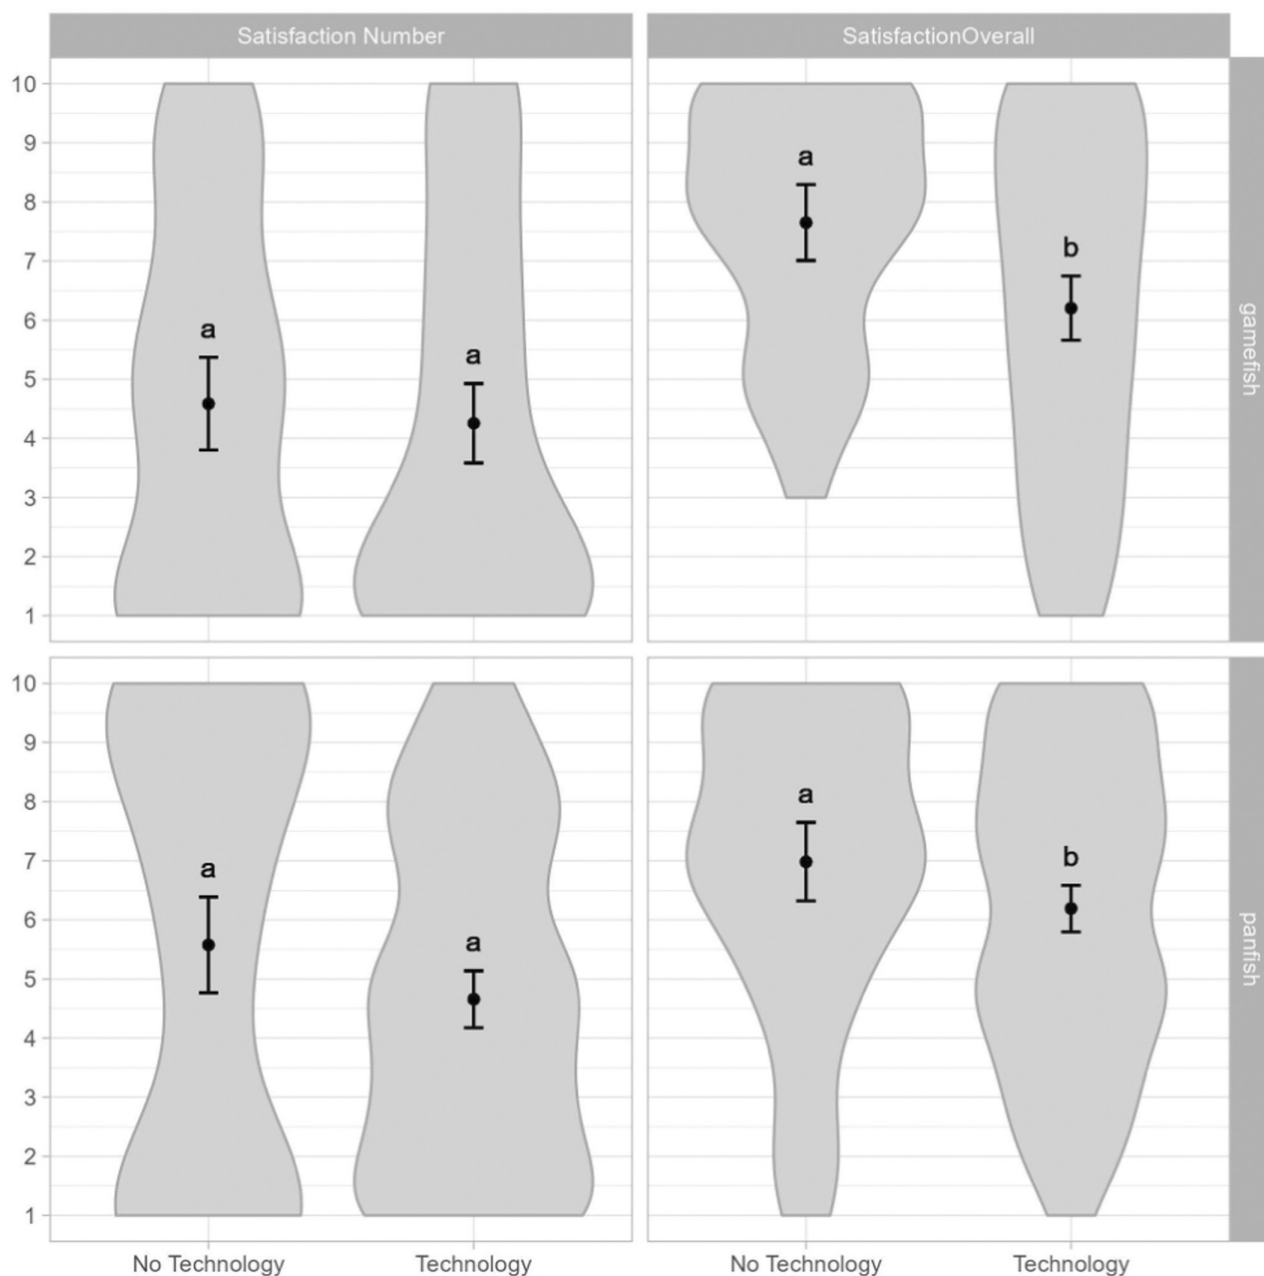 Satisfaction Number
SatisfactionOverall
10
9
8
7
6
5
4
3
2
1
a
a
a
b
gamefish
10
9
8
7
6
5
4
3
2
1
a
a
a
b
panfish
No Technology
Technology
No Technology
Technology